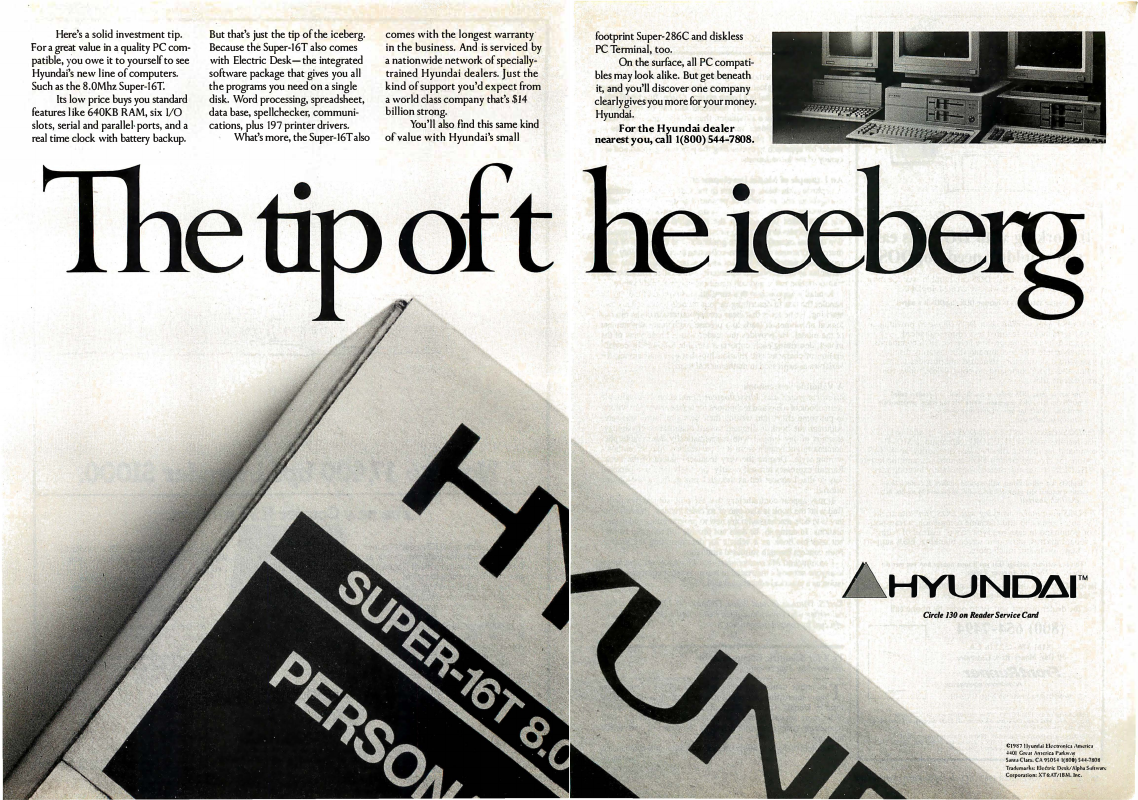 Here's a solid investment tip.
For a great value in a quality PC com-
patible, you owe it to yourself to see
Hyundai's new line of computers.
Such as the 8.0Mhz Super-16T.
Its low price buys you standard
features like 640KB RAM, six I/O
slots, serial and parallel ports, and a
real time clock with battery backup.
But that's just the tip of the iceberg.
Because the Super-16T also comes
with Electric Desk—the integrated
software package that gives you all
the programs you need on a single
disk. Word processing, spreadsheet,
data base, spellchecker, communi-
cations, plus 197 printer drivers.
What's more, the Super-16T also
comes with the longest warranty
in the business. And is serviced by
a nationwide network of specially-
trained Hyundai dealers. Just the
kind of support you'd expect from
a world class company that's $14
billion strong.
You'll also find this same kind
of value with Hyundai's small
footprint Super-286C and diskless
PC Terminal, too.
On the surface, all PC compati-
bles may look alike. But get beneath
it, and you'll discover one company
clearly gives you more for your money.
Hyundai.
For the Hyundai dealer
nearest you, call 1(800) 544-7808.
The tip of the iceberg.
HYUND
SUPER-16T 8.0
PERSON
HYUNDAI™
Circle 130 on Reader Service Card
©1987 Hyundai Electronics America
4401 Great America Parkway
Santa Clara, CA 95054 1(800) 544-7808
Trademarks: Electric Desk/Alpha Software
Corporation; XT&AT/IBM, Inc.